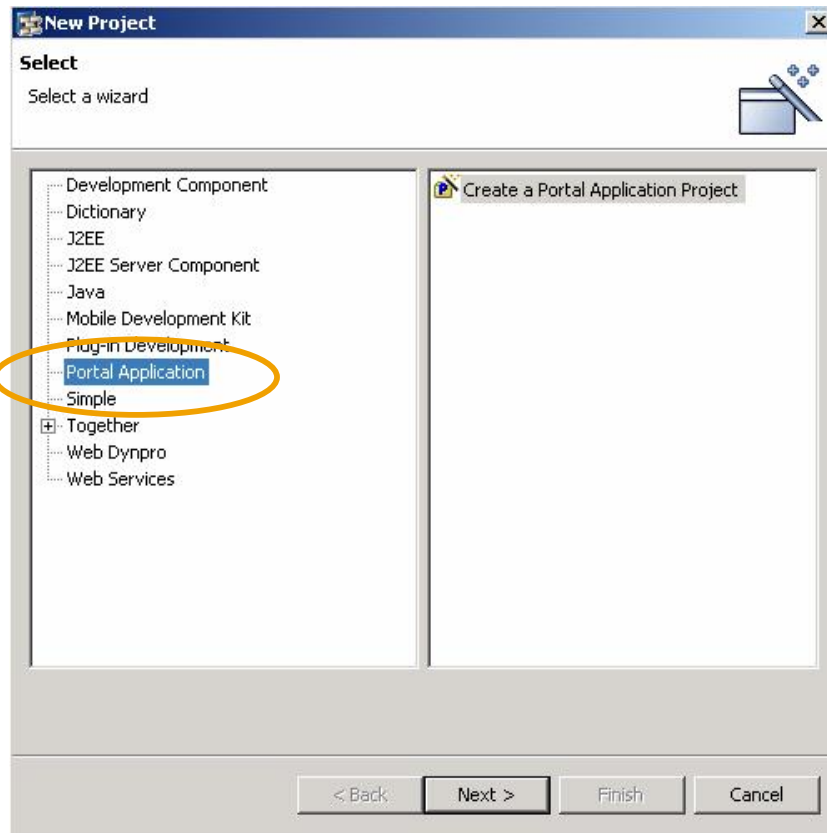 New Project
Select
Select a wizard
Development Component
Dictionary
J2EE
J2EE Server Component
Java
Mobile Development Kit
Plug-in Development
Portal Application
Simple
Together
Web Dynpro
Web Services
Create a Portal Application Project
< Back
Next >
Finish
Cancel